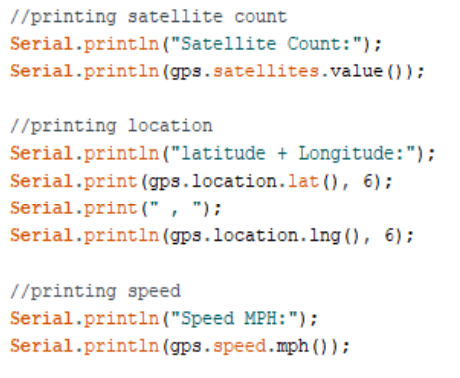 //printing satellite count
Serial.println("Satellite Count:");
Serial.println(gps.satellites.value());
//printing location
Serial.println("latitude + Longitude:");
Serial.print(gps.location.lat(), 6);
Serial.print(" , ");
Serial.println(gps.location.lng(), 6);
//printing speed
Serial.println("Speed MPH:");
Serial.println(gps.speed.mph());